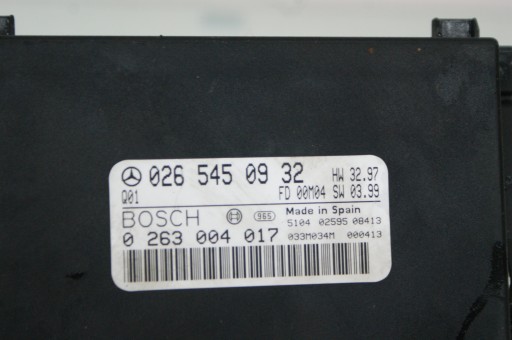 026 545 09 32 HW 32.97
Q01 FD 00M04 SW 03.99
BOSCH 965 Made in Spain
5104 02595 08413
0 263 004 017 033M034M 000413